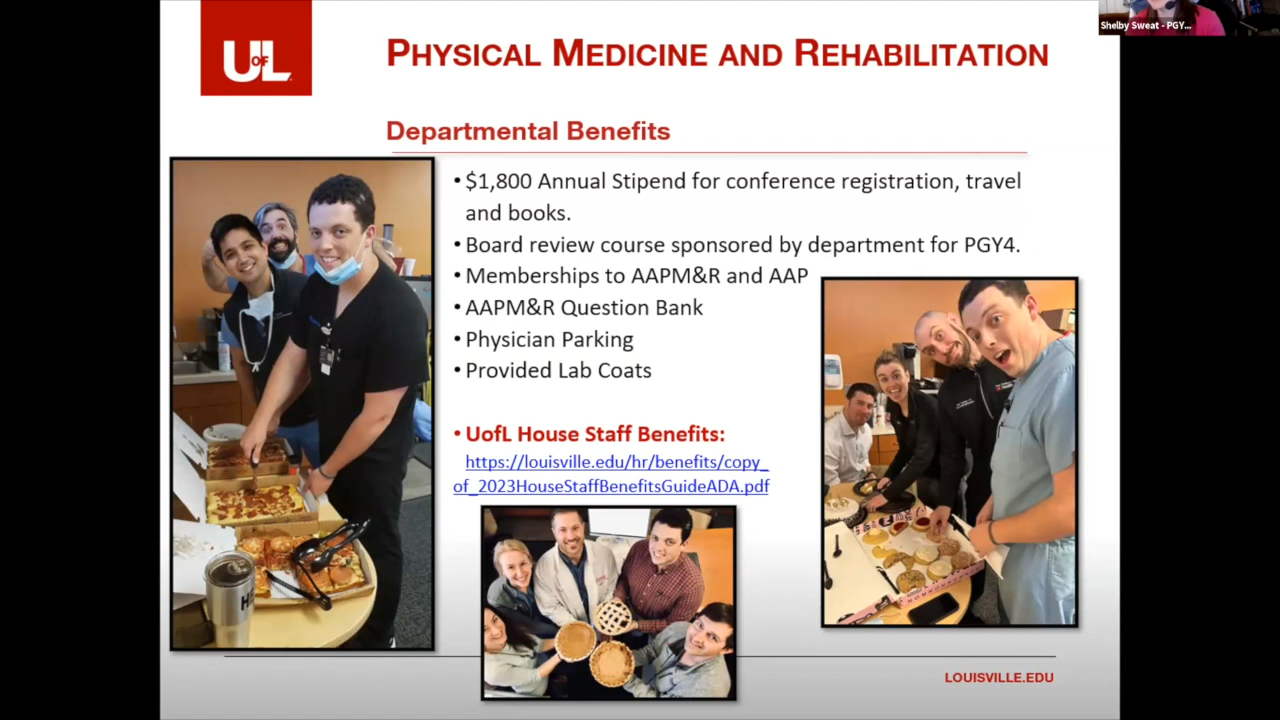 Shelby Sweat - PGY...
UofL
PHYSICAL MEDICINE AND REHABILITATION
Departmental Benefits
• $1,800 Annual Stipend for conference registration, travel
and books.
• Board review course sponsored by department for PGY4.
• Memberships to AAPM&R and AAP
• AAPM&R Question Bank
• Physician Parking
• Provided Lab Coats
• UofL House Staff Benefits:
https://louisville.edu/hr/benefits/copy_
of_2023HouseStaffBenefitsGuideADA.pdf
LOUISVILLE.EDU